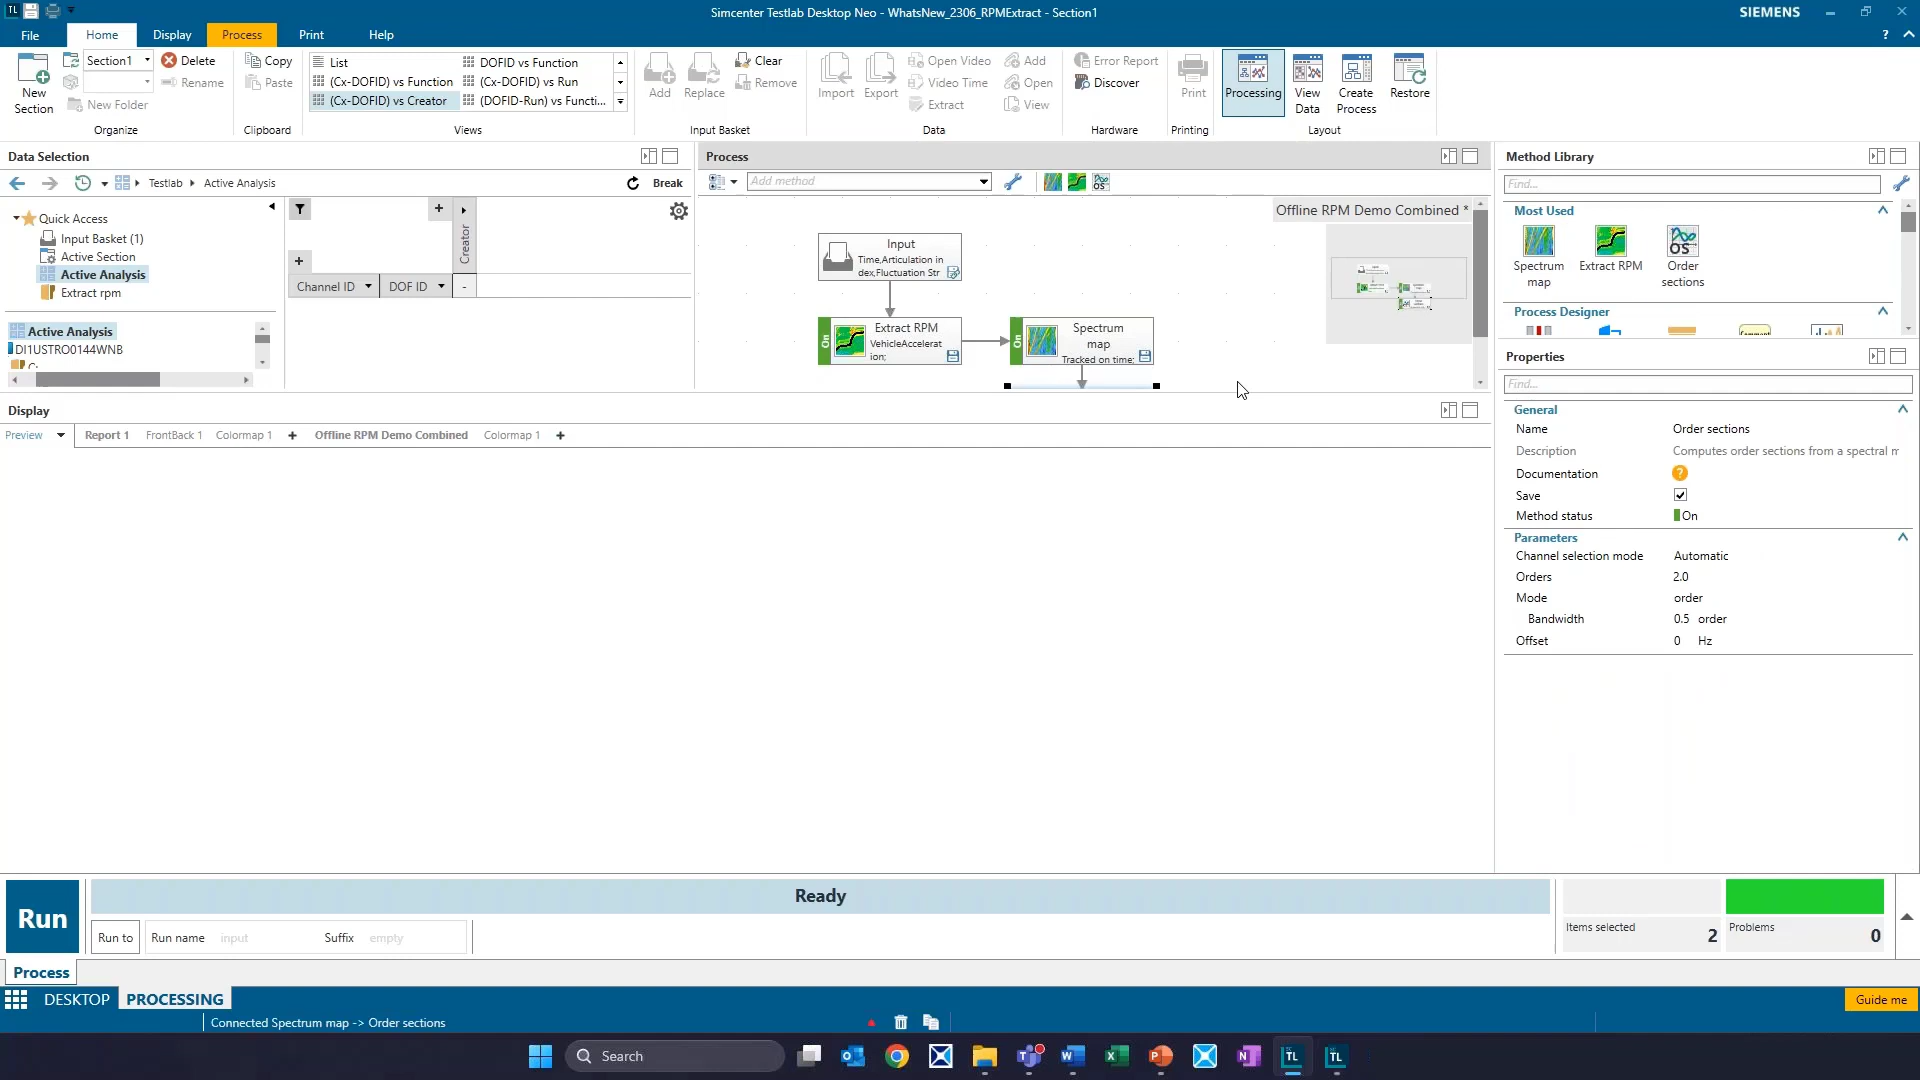 TL
Simcenter Testlab Desktop Neo - WhatsNew_2306_RPMExtract - Section1
SIEMENS
File
Home
Display
Process
Print
Help
?
New
Section
Section1
New Folder
Delete
Rename
Organize
Copy
Paste
Clipboard
List
(Cx-DOFID) vs Function
(Cx-DOFID) vs Creator
DOFID vs Function
(Cx-DOFID) vs Run
(DOFID-Run) vs Functi...
Views
Add
Replace
Clear
Remove
Input Basket
Import
Export
Open Video
Video Time
Extract
Add
Open
View
Data
Error Report
Discover
Hardware
Print
Printing
Processing
View
Data
Create
Process
Restore
Layout
Data Selection
Testlab
Active Analysis
Break
Quick Access
Input Basket (1)
Active Section
Active Analysis
Extract rpm
Active Analysis
DI1USTRO0144WNB
+
Creator
+
Channel ID
DOF ID
-
Process
Add method
OS
Offline RPM Demo Combined *
Input
Time,Articulation in
dex,Fluctuation Str
On
Extract RPM
VehicleAccelerat
ion;
On
Spectrum
map
Tracked on time;
Method Library
Find...
Most Used
Spectrum
map
Extract RPM
OS
Order
sections
Process Designer
Properties
Find...
General
Name Order sections
Description Computes order sections from a spectral m
Documentation ?
Save
Method status On
Parameters
Channel selection mode Automatic
Orders 2.0
Mode order
Bandwidth 0.5 order
Offset 0 Hz
Display
Preview
Report 1
FrontBack 1
Colormap 1
+
Offline RPM Demo Combined
Colormap 1
+
Run
Ready
Run to
Run name input
Suffix empty
Items selected
2
Problems
0
Process
DESKTOP
PROCESSING
Guide me
Connected Spectrum map -> Order sections
Search
TL
TL